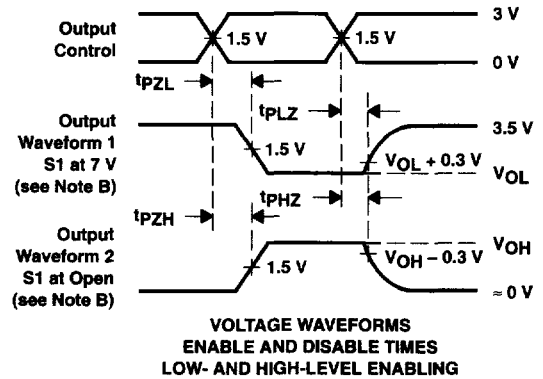 Output
Control
3 V
1.5 V
1.5 V
0 V
tPZL
tPLZ
Output
Waveform 1
S1 at 7 V
(see Note B)
3.5 V
1.5 V
VOL + 0.3 V
VOL
tPZH
tPHZ
Output
Waveform 2
S1 at Open
(see Note B)
VOH
1.5 V
VOH − 0.3 V
≈ 0 V
VOLTAGE WAVEFORMS
ENABLE AND DISABLE TIMES
LOW- AND HIGH-LEVEL ENABLING